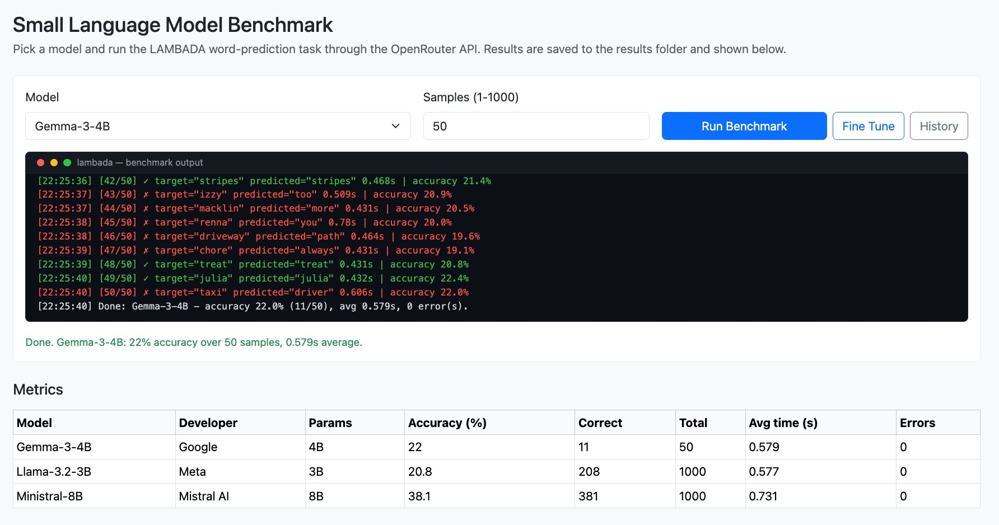 Small Language Model Benchmark
Pick a model and run the LAMBADA word-prediction task through the OpenRouter API. Results are saved to the results folder and shown below.
Model
Samples (1-1000)
Gemma-3-4B
50
Run Benchmark
Fine Tune
History
lambada — benchmark output
[22:25:36] [42/50] ✓ target="stripes" predicted="stripes" 0.468s | accuracy 21.4%
[22:25:37] [43/50] ✗ target="izzy" predicted="too" 0.509s | accuracy 20.9%
[22:25:37] [44/50] ✗ target="macklin" predicted="more" 0.431s | accuracy 20.5%
[22:25:38] [45/50] ✗ target="renna" predicted="you" 0.78s | accuracy 20.0%
[22:25:38] [46/50] ✗ target="driveway" predicted="path" 0.464s | accuracy 19.6%
[22:25:39] [47/50] ✗ target="chore" predicted="always" 0.431s | accuracy 19.1%
[22:25:39] [48/50] ✓ target="treat" predicted="treat" 0.431s | accuracy 20.8%
[22:25:40] [49/50] ✓ target="julia" predicted="julia" 0.432s | accuracy 22.4%
[22:25:40] [50/50] ✗ target="taxi" predicted="driver" 0.606s | accuracy 22.0%
[22:25:40] Done: Gemma-3-4B – accuracy 22.0% (11/50), avg 0.579s, 0 error(s).
Done. Gemma-3-4B: 22% accuracy over 50 samples, 0.579s average.
Metrics
Model Developer Params Accuracy (%) Correct Total Avg time (s) Errors
Gemma-3-4B Google 4B 22 11 50 0.579 0
Llama-3.2-3B Meta 3B 20.8 208 1000 0.577 0
Ministral-8B Mistral AI 8B 38.1 381 1000 0.731 0